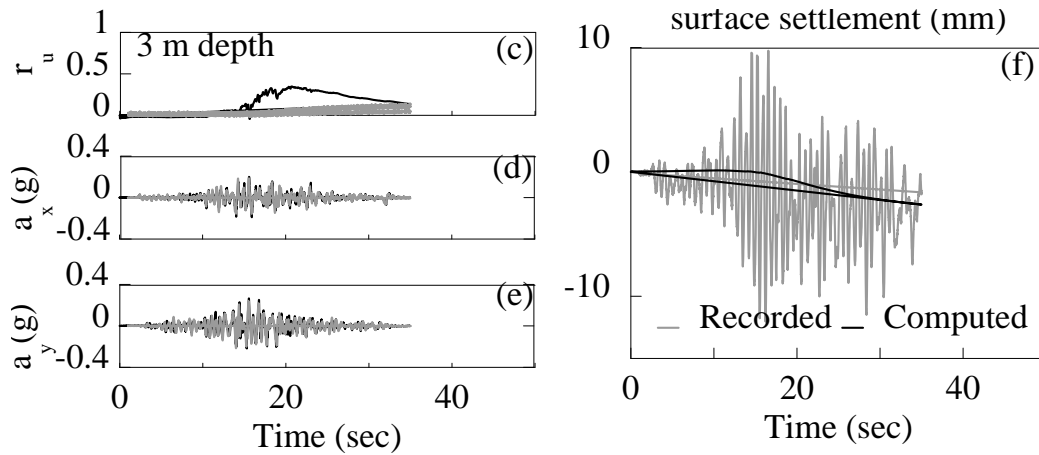 1
3 m depth
(c)
r
u
0.5
0
0.4
(d)
a
x
(g)
0
-0.4
0.4
(e)
a
y
(g)
0
-0.4
0
20
40
Time (sec)
surface settlement (mm)
10
(f)
0
-10
Recorded
Computed
0
20
40
Time (sec)